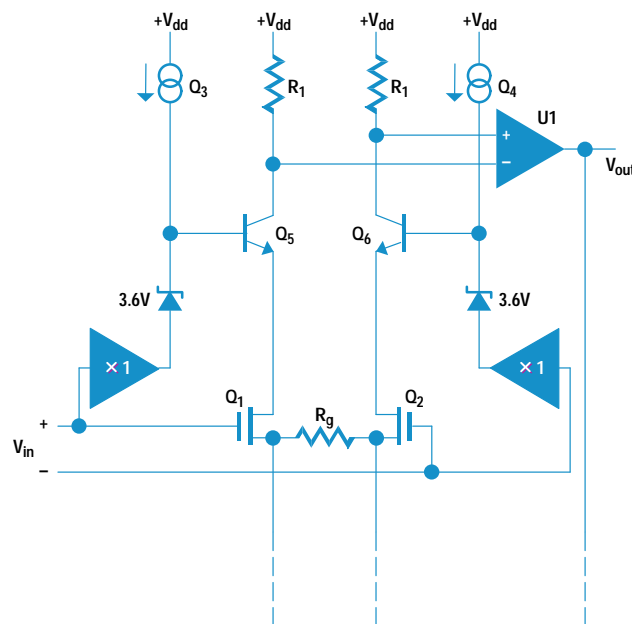 +Vdd +Vdd +Vdd +Vdd
Q3 R1 R1 Q4
U1
+
−
Vout
Q5 Q6
3.6V 3.6V
× 1 × 1
Q1 Rg Q2
+
Vin
−